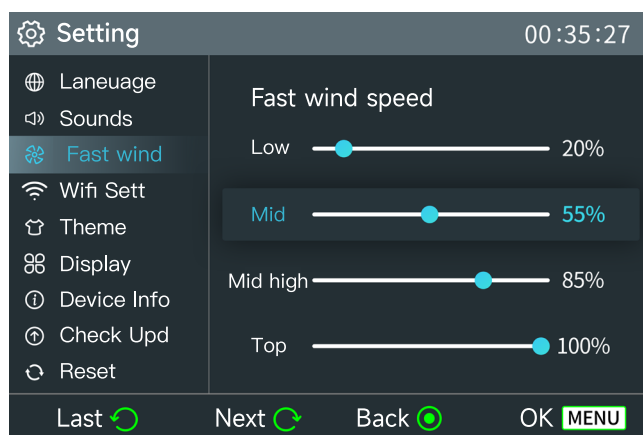 Setting 00:35:27
Laneuage
Sounds
Fast wind
Wifi Sett
Theme
Display
Device Info
Check Upd
Reset
Fast wind speed
Low 20%
Mid 55%
Mid high 85%
Top 100%
Last Next Back OK MENU